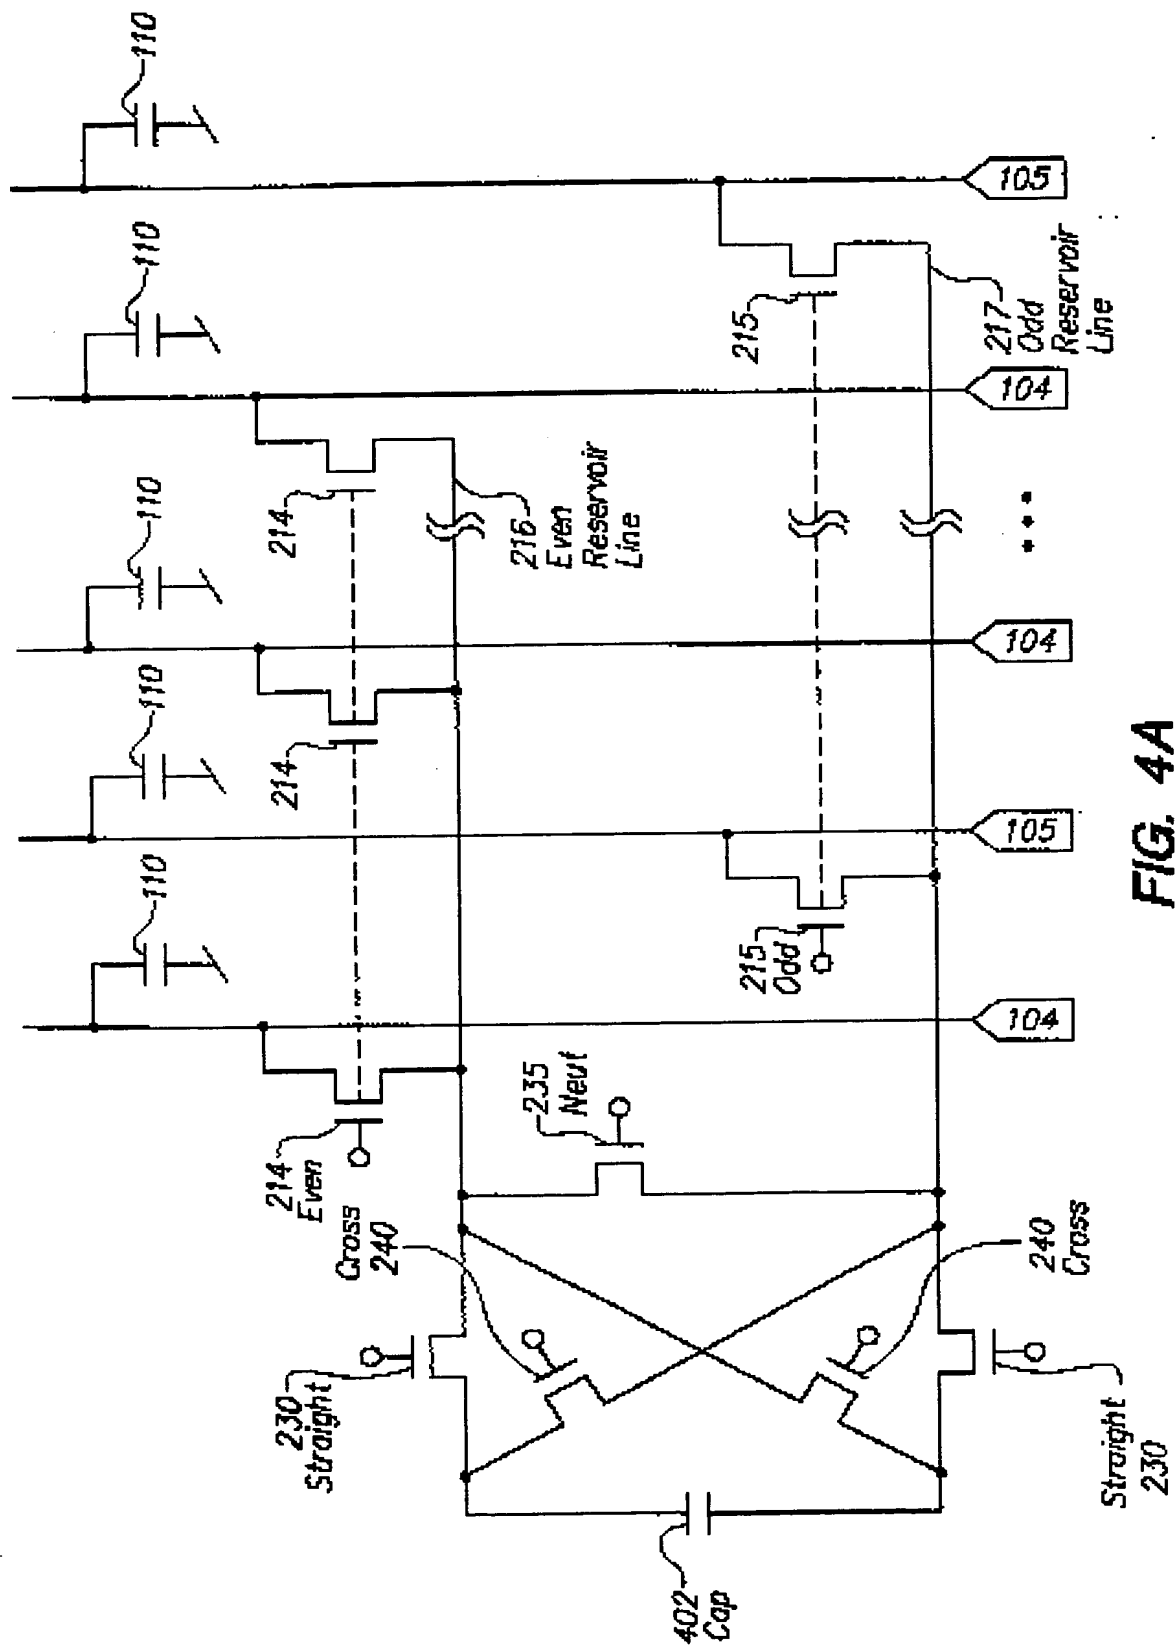 110
110
110
110
110
214
Even
214
214
216
Even
Reservoir
Line
230
Straight
Cross
240
235
Neut
402
Cap
240
Cross
Straight
230
215
Odd
215
217
Odd
Reservoir
Line
104
105
104
104
105
FIG. 4A